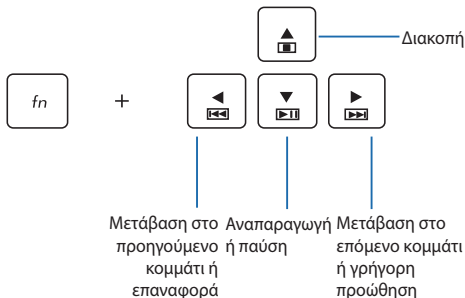 Διακοπή
fn +
Μετάβαση στο
προηγούμενο
κομμάτι ή
επαναφορά
Αναπαραγωγή
ή παύση
Μετάβαση στο
επόμενο κομμάτι
ή γρήγορη
προώθηση